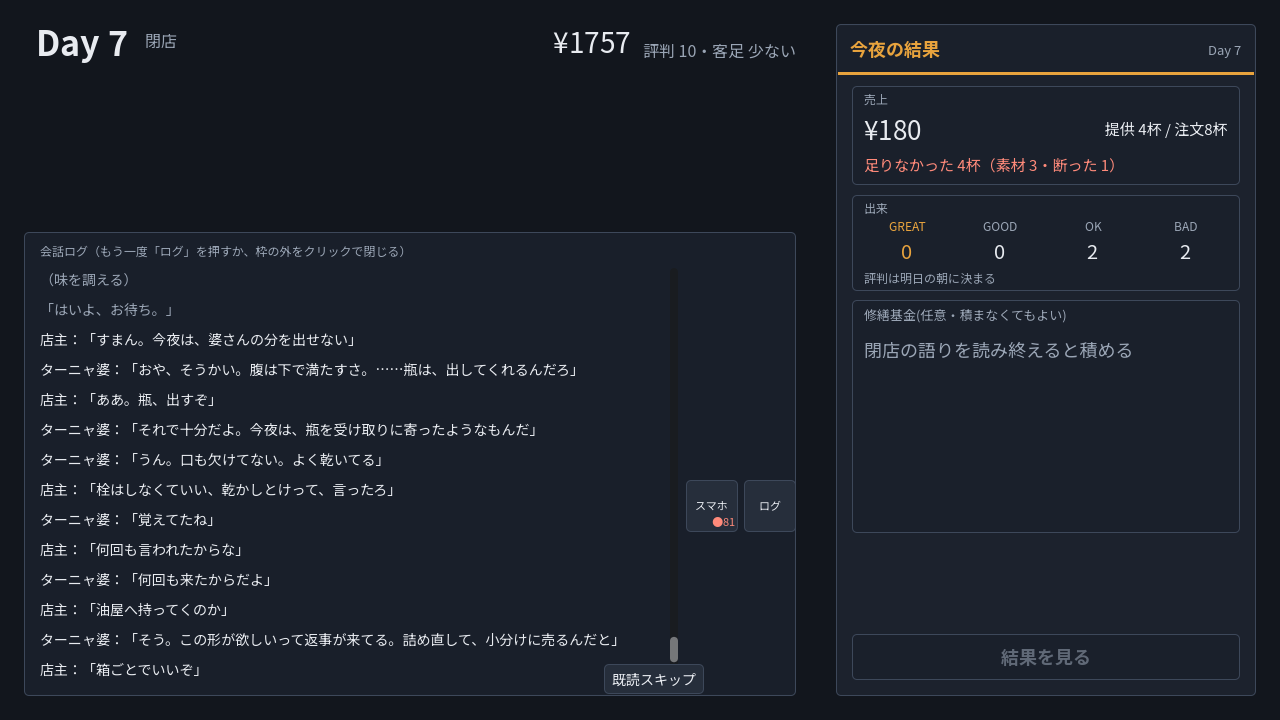 Day 7 閉店
¥1757 評判 10・客足 少ない
会話ログ（もう一度「ログ」を押すか、枠の外をクリックで閉じる）
（味を調える）
「はいよ、お待ち。」
店主：「すまん。今夜は、婆さんの分を出せない」
ターニャ婆：「おや、そうかい。腹は下で満たすさ。……瓶は、出してくれるんだろ」
店主：「ああ。瓶、出すぞ」
ターニャ婆：「それで十分だよ。今夜は、瓶を受け取りに寄ったようなもんだ」
ターニャ婆：「うん。口も欠けてない。よく乾いてる」
店主：「栓はしなくていい、乾かしとけって、言ったろ」
ターニャ婆：「覚えてたね」
店主：「何回も言われたからな」
ターニャ婆：「何回も来たからだよ」
店主：「油屋へ持ってくのか」
ターニャ婆：「そう。この形が欲しいって返事が来てる。詰め直して、小分けに売るんだと」
店主：「箱ごとでいいぞ」
スマホ
●81
ログ
既読スキップ
今夜の結果 Day 7
売上
¥180 提供 4杯 / 注文8杯
足りなかった 4杯（素材 3・断った 1）
出来
GREAT GOOD OK BAD
0 0 2 2
評判は明日の朝に決まる
修繕基金(任意・積まなくてもよい)
閉店の語りを読み終えると積める
結果を見る